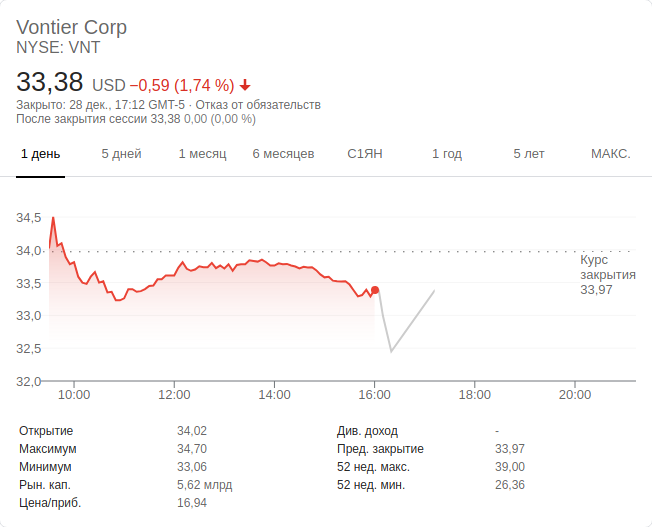 Vontier Corp
NYSE: VNT
33,38 USD −0,59 (1,74 %)
Закрыто: 28 дек., 17:12 GMT-5 · Отказ от обязательств
После закрытия сессии 33,38 0,00 (0,00 %)
1 день 5 дней 1 месяц 6 месяцев С1ЯН 1 год 5 лет МАКС.
34,5
34,0
33,5
33,0
32,5
32,0
Курс
закрытия
33,97
10:00 12:00 14:00 16:00 18:00 20:00
Открытие 34,02
Максимум 34,70
Минимум 33,06
Рын. кап. 5,62 млрд
Цена/приб. 16,94
Див. доход -
Пред. закрытие 33,97
52 нед. макс. 39,00
52 нед. мин. 26,36